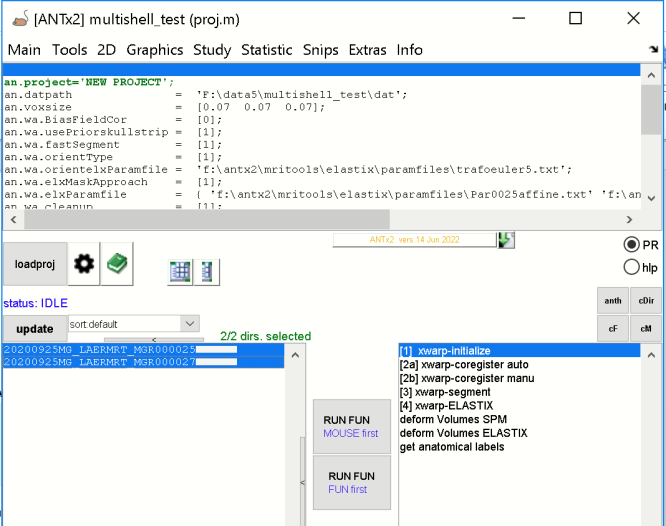 [ANTx2] multishell_test (proj.m)
Main Tools 2D Graphics Study Statistic Snips Extras Info
an.project='NEW PROJECT';
an.datpath = 'F:\data5\multishell_test\dat';
an.voxsize = [0.07 0.07 0.07];
an.wa.BiasFieldCor = [0];
an.wa.usePriorskullstrip = [1];
an.wa.fastSegment = [1];
an.wa.orientType = [1];
an.wa.orientelxParamfile = 'f:\antx2\mritools\elastix\paramfiles\trafoeuler5.txt';
an.wa.elxMaskApproach = [1];
an.wa.elxParamfile = { 'f:\antx2\mritools\elastix\paramfiles\Par0025affine.txt' 'f:\an
an.wa.cleanup = [1];
ANTx2 vers.14 Jun 2022
PR
loadproj
hlp
status: IDLE
anth cDir
update sort:default
cF cM
2/2 dirs. selected
20200925MG_LAERMRT_MGR000025
20200925MG_LAERMRT_MGR000027
[1] xwarp-initialize
[2a] xwarp-coregister auto
[2b] xwarp-coregister manu
[3] xwarp-segment
[4] xwarp-ELASTIX
deform Volumes SPM
deform Volumes ELASTIX
get anatomical labels
RUN FUN
MOUSE first
RUN FUN
FUN first